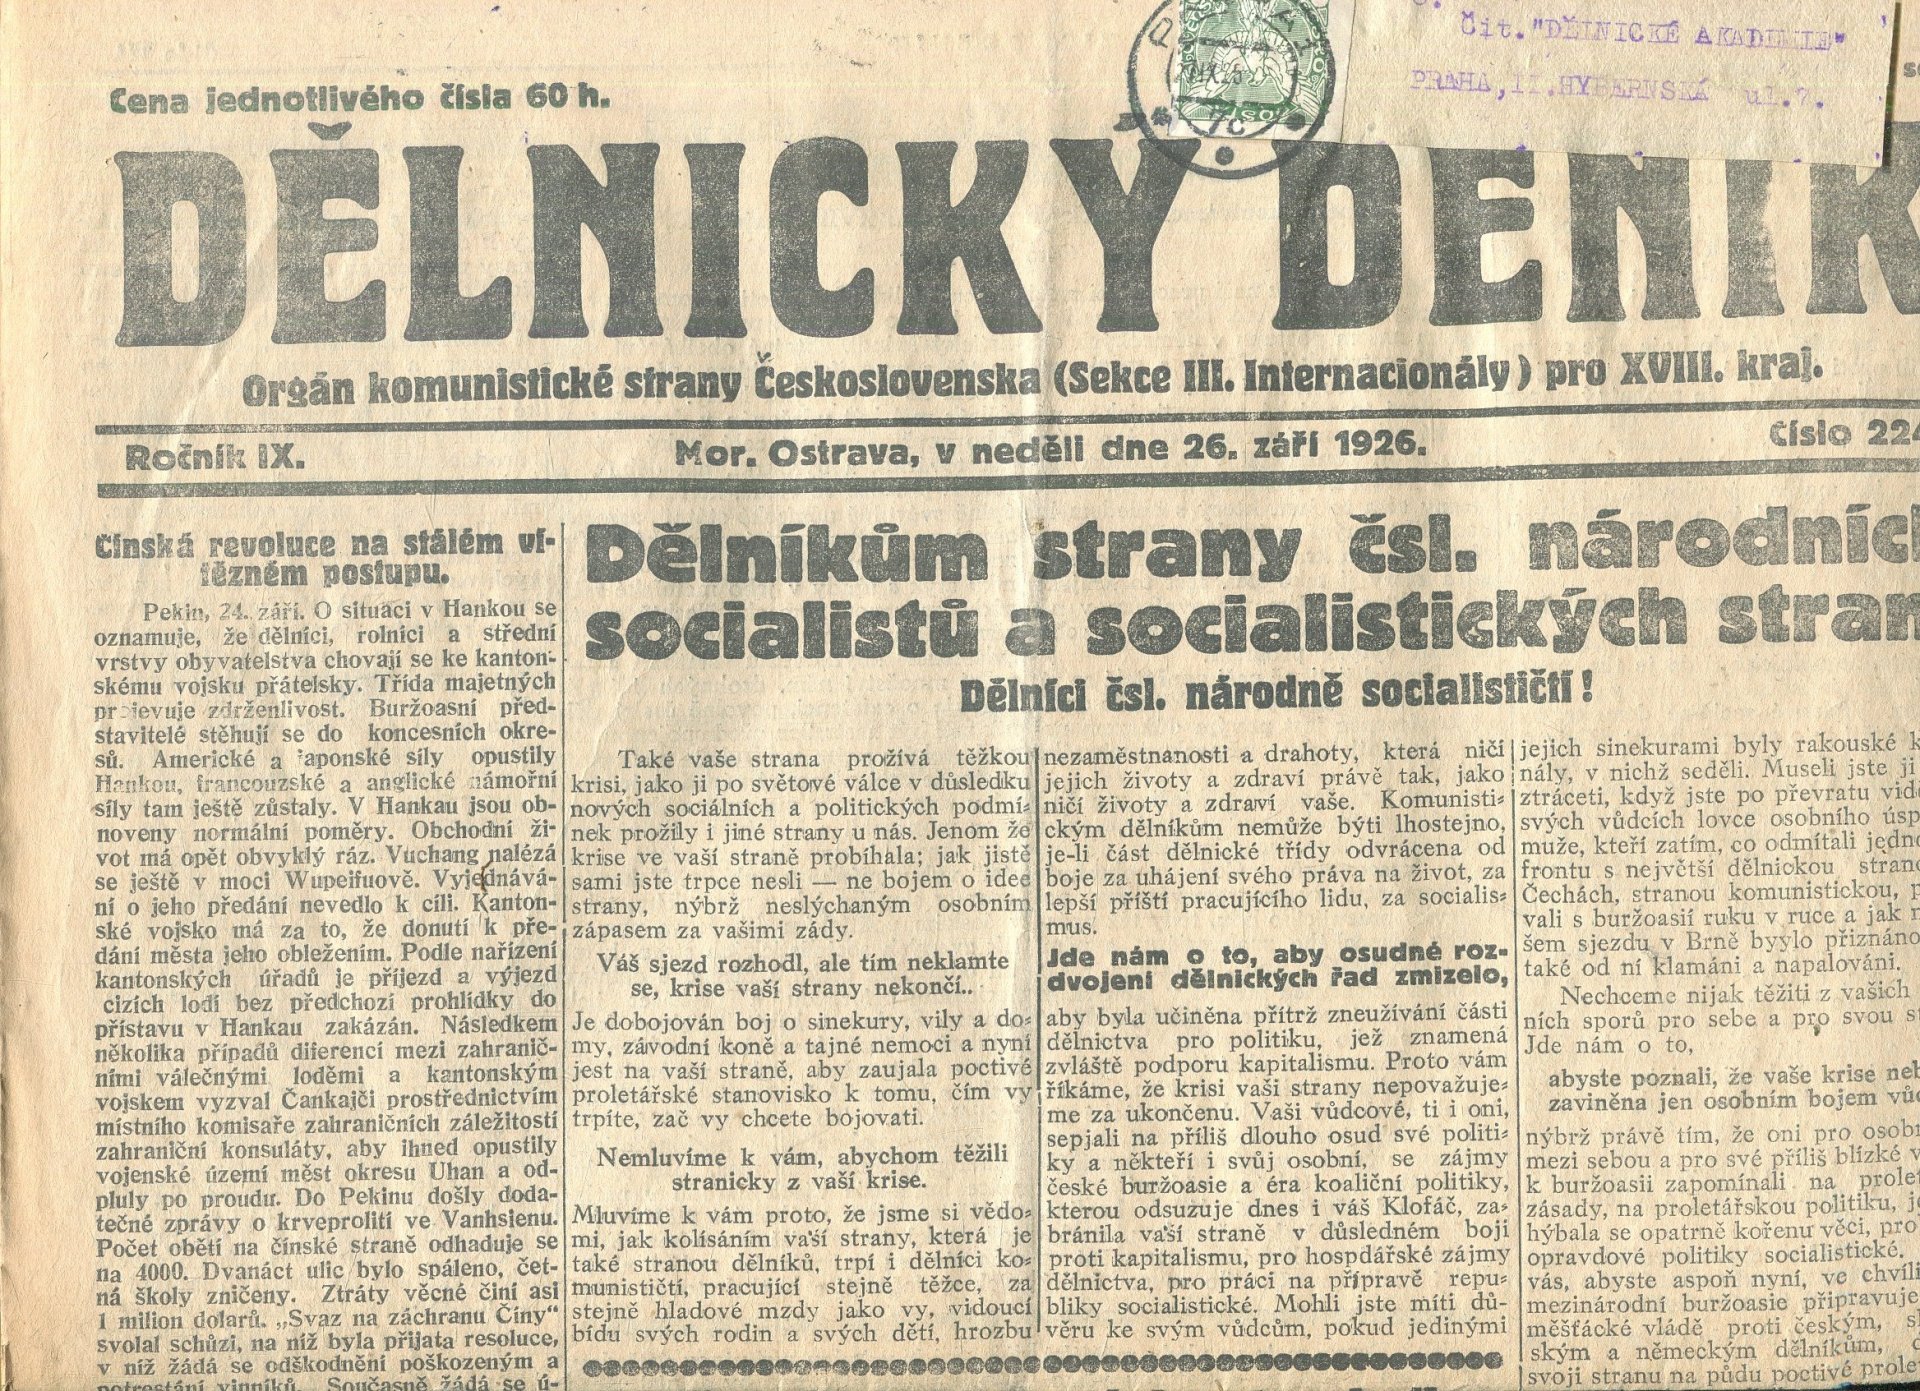 Čit. "DĚLNICKÉ AKADEMIE"
PRAHA, II. HYBERNSKÁ ul. 7.
Cena jednotlivého čísla 60 h.
DĚLNICKÝ DENÍK
Orgán komunistické strany Československa (Sekce III. Internacionály) pro XVIII. kraj.
Ročník IX.
Mor. Ostrava, v neděli dne 26. září 1926.
Číslo 224
Čínská revoluce na stálém ví-
tězném postupu.
Pekin, 24. září. O situaci v Hankou se
oznamuje, že dělníci, rolníci a střední
vrstvy obyvatelstva chovají se ke kanton-
skému vojsku přátelsky. Třída majetných
projevuje zdrženlivost. Buržoasní před-
stavitelé stěhují se do koncesních okre-
sů. Americké a japonské síly opustily
Hankou, francouzské a anglické námořní
síly tam ještě zůstaly. V Hankau jsou ob-
noveny normální poměry. Obchodní ži-
vot má opět obvyklý ráz. Vuchang nalézá
se ještě v moci Wupeifuově. Vyjednává-
ní o jeho předání nevedlo k cíli. Kanton-
ské vojsko má za to, že donutí k pře-
dání města jeho obležením. Podle nařízení
kantonských úřadů je příjezd a výjezd
cizích lodí bez předchozí prohlídky do
přístavu v Hankau zakázán. Následkem
několika případů diferencí mezi zahranič-
ními válečnými loděmi a kantonským
vojskem vyzval Čankajči prostřednictvím
místního komisaře zahraničních záležitostí
zahraniční konsuláty, aby ihned opustily
vojenské území měst okresu Uhan a od-
pluly po proudu. Do Pekinu došly doda-
tečné zprávy o krveprolití ve Vanhsienu.
Počet obětí na čínské straně odhaduje se
na 4000. Dvanáct ulic bylo spáleno, čet-
ná školy zničeny. Ztráty věcné činí asi
1 milion dolarů. „Svaz na záchranu Číny“
svolal schůzi, na níž byla přijata resoluce,
v níž žádá se odškodnění poškozeným a
potrestání vinníků. Současně žádá se ú-
Dělníkům strany čsl. národníc
socialistů a socialistických stran
Dělníci čsl. národně socialističtí!
Také vaše strana prožívá těžkou
krisi, jako ji po světové válce v důsledku
nových sociálních a politických podmí-
nek prožily i jiné strany u nás. Jenom že
krise ve vaší straně probíhala; jak jistě
sami jste trpce nesli — ne bojem o idee
strany, nýbrž neslýchaným osobním
zápasem za vašimi zády.
Váš sjezd rozhodl, ale tím neklamte
se, krise vaší strany nekončí..
Je dobojován boj o sinekury, vily a do-
my, závodní koně a tajné nemoci a nyní
jest na vaší straně, aby zaujala poctivé
proletářské stanovisko k tomu, čím vy
trpíte, zač vy chcete bojovati.
Nemluvíme k vám, abychom těžili
stranicky z vaší krise.
Mluvíme k vám proto, že jsme si vědo-
mi, jak kolísáním vaší strany, která je
také stranou dělníků, trpí i dělníci ko-
munističtí, pracující stejně těžce, za
stejně hladové mzdy jako vy, vidoucí
bídu svých rodin a svých dětí, hrozbu
nezaměstnanosti a drahoty, která ničí
jejich životy a zdraví právě tak, jako
ničí životy a zdraví vaše. Komunisti-
ckým dělníkům nemůže býti lhostejno,
je-li část dělnické třídy odvrácena od
boje za uhájení svého práva na život, za
lepší příští pracujícího lidu, za socialis-
mus.
Jde nám o to, aby osudné roz-
dvojení dělnických řad zmizelo,
aby byla učiněna přítrž zneužívání části
dělnictva pro politiku, jež znamená
zvláště podporu kapitalismu. Proto vám
říkáme, že krisi vaší strany nepovažuje-
me za ukončenu. Vaši vůdcové, ti i oni,
sepjali na příliš dlouho osud své politi-
ky a někteří i svůj osobní, se zájmy
české buržoasie a éra koaliční politiky,
kterou odsuzuje dnes i váš Klofáč, za-
bránila vaší straně v důsledném boji
proti kapitalismu, pro hospdářské zájmy
dělnictva, pro práci na přípravě repu-
bliky socialistické. Mohli jste míti dů-
věru ke svým vůdcům, pokud jedinými
jejich sinekurami byly rakouské k
nály, v nichž seděli. Museli jste ji
ztráceti, když jste po převratu vidě
svých vůdcích lovce osobního úsp
muže, kteří zatím, co odmítali jedno
frontu s největší dělnickou stranou
Čechách, stranou komunistickou, p
vali s buržoasií ruku v ruce a jak n
šem sjezdu v Brně byylo přiznáno
také od ní klamáni a napalováni.
Nechceme nijak těžiti z vašich
ních sporů pro sebe a pro svou st
Jde nám o to,
abyste poznali, že vaše krise neb
zaviněna jen osobním bojem vůd
nýbrž právě tím, že oni pro osobn
mezi sebou a pro své příliš blízké v
k buržoasii zapomínali na prolet
zásady, na proletářskou politiku, j
hýbala se opatrně kořenu věci, pro
opravdové politiky socialistické.
vás, abyste aspoň nyní, ve chvíli
mezinárodní buržoasie připravuje
měšťácké vládě proti českým, sl
ským a německým dělníkům,
svoji stranu na půdu poctivé prolet